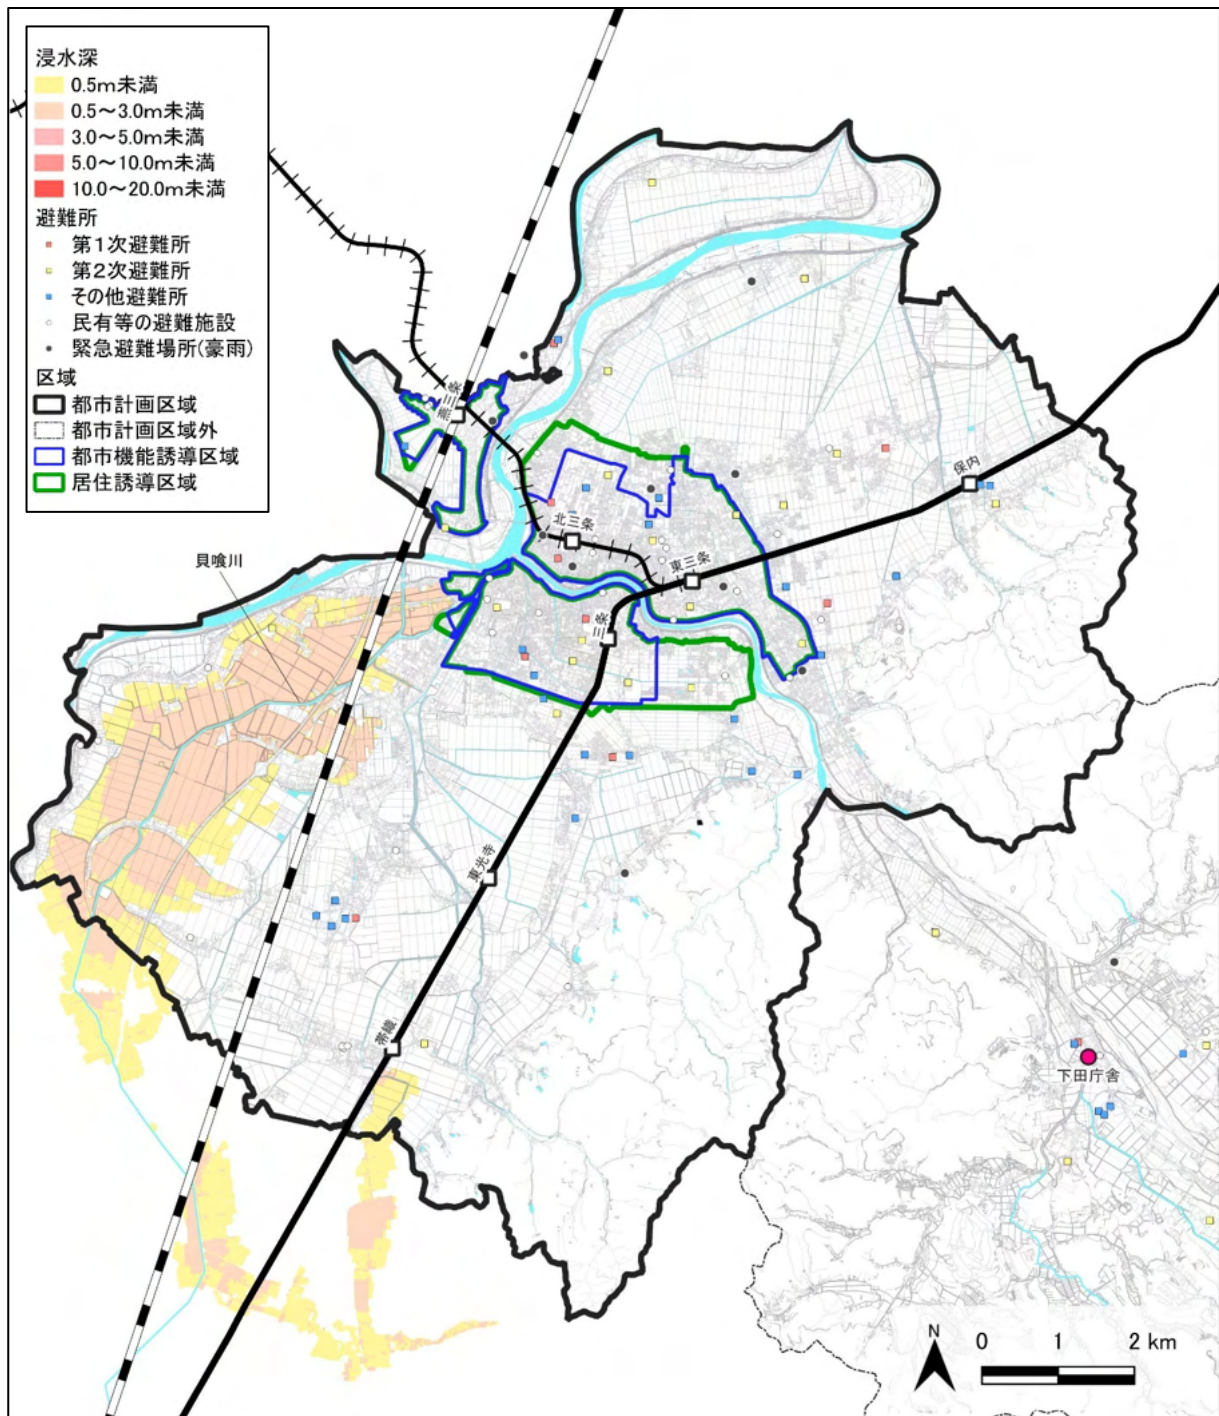 浸水深
0.5m未満
0.5～3.0m未満
3.0～5.0m未満
5.0～10.0m未満
10.0～20.0m未満
避難所
第1次避難所
第2次避難所
その他避難所
民有等の避難施設
緊急避難場所(豪雨)
区域
都市計画区域
都市計画区域外
都市機能誘導区域
居住誘導区域
燕三条
保内
北三条
東三条
貝喰川
三条
東光寺
帯織
下田庁舎
N
0 1 2 km